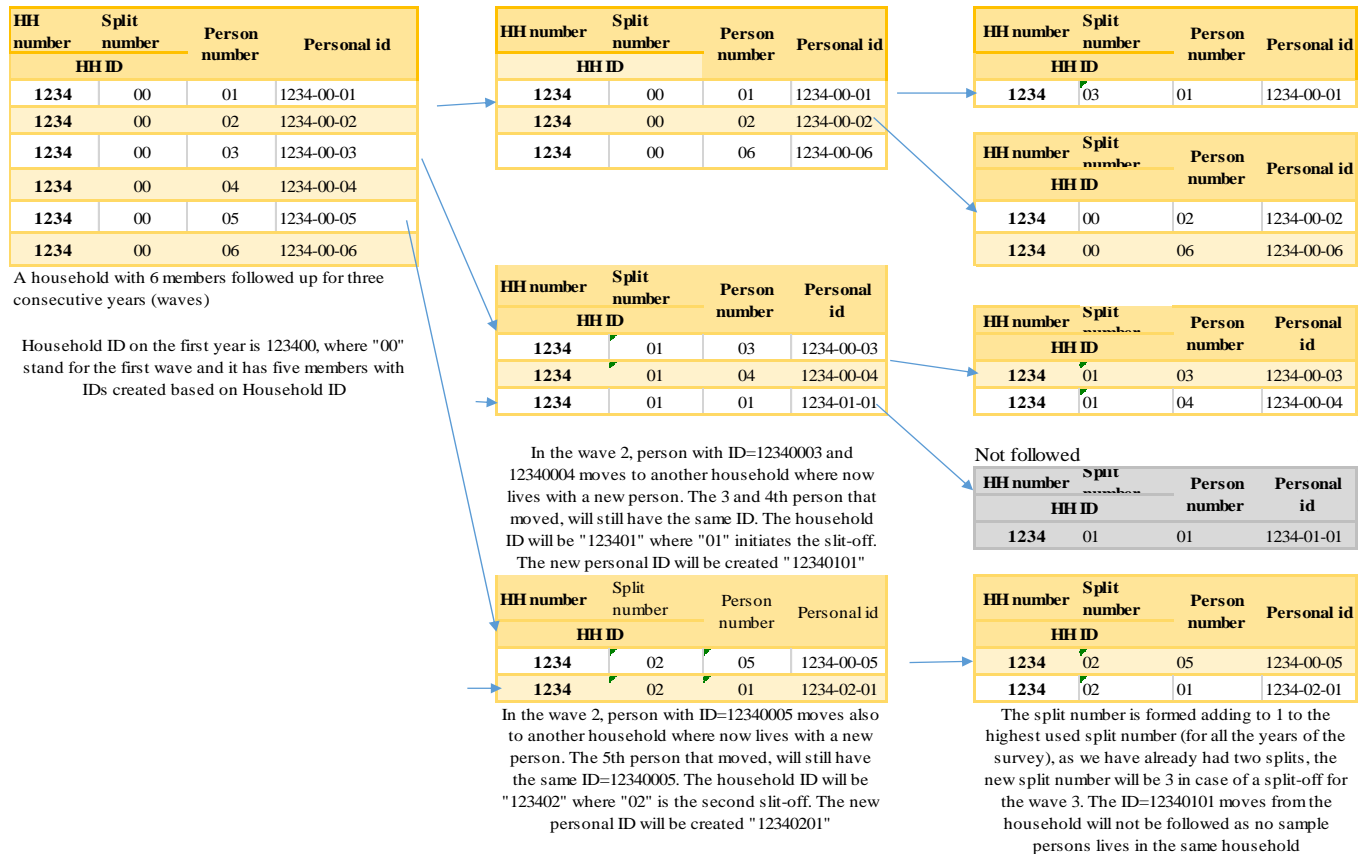 HH number Split number Person number Personal id
HH ID
1234 00 01 1234-00-01
1234 00 02 1234-00-02
1234 00 03 1234-00-03
1234 00 04 1234-00-04
1234 00 05 1234-00-05
1234 00 06 1234-00-06
A household with 6 members followed up for three
consecutive years (waves)
Household ID on the first year is 123400, where "00"
stand for the first wave and it has five members with
IDs created based on Household ID
HH number Split number Person number Personal id
HH ID
1234 00 01 1234-00-01
1234 00 02 1234-00-02
1234 00 06 1234-00-06
HH number Split number Person number Personal id
HH ID
1234 01 03 1234-00-03
1234 01 04 1234-00-04
1234 01 01 1234-01-01
In the wave 2, person with ID=12340003 and
12340004 moves to another household where now
lives with a new person. The 3 and 4th person that
moved, will still have the same ID. The household
ID will be "123401" where "01" initiates the slit-off.
The new personal ID will be created "12340101"
HH number Split number Person number Personal id
HH ID
1234 02 05 1234-00-05
1234 02 01 1234-02-01
In the wave 2, person with ID=12340005 moves also
to another household where now lives with a new
person. The 5th person that moved, will still have
the same ID=12340005. The household ID will be
"123402" where "02" is the second slit-off. The new
personal ID will be created "12340201"
HH number Split number Person number Personal id
HH ID
1234 03 01 1234-00-01
HH number Split number Person number Personal id
HH ID
1234 00 02 1234-00-02
1234 00 06 1234-00-06
HH number Split number Person number Personal id
HH ID
1234 01 03 1234-00-03
1234 01 04 1234-00-04
Not followed
HH number Split number Person number Personal id
HH ID
1234 01 01 1234-01-01
HH number Split number Person number Personal id
HH ID
1234 02 05 1234-00-05
1234 02 01 1234-02-01
The split number is formed adding to 1 to the
highest used split number (for all the years of the
survey), as we have already had two splits, the
new split number will be 3 in case of a split-off for
the wave 3. The ID=12340101 moves from the
household will not be followed as no sample
persons lives in the same household